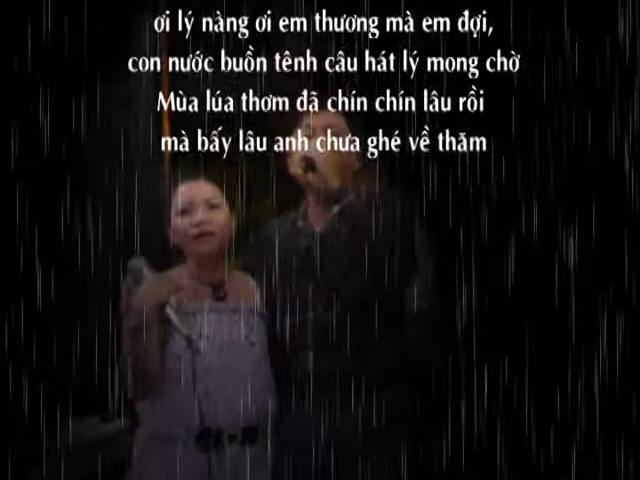 ơi lý nàng ơi em thương mà em đợi,
con nước buồn tênh câu hát lý mong chờ
Mùa lúa thơm đã chín chín lâu rồi
mà bấy lâu anh chưa ghé về thăm